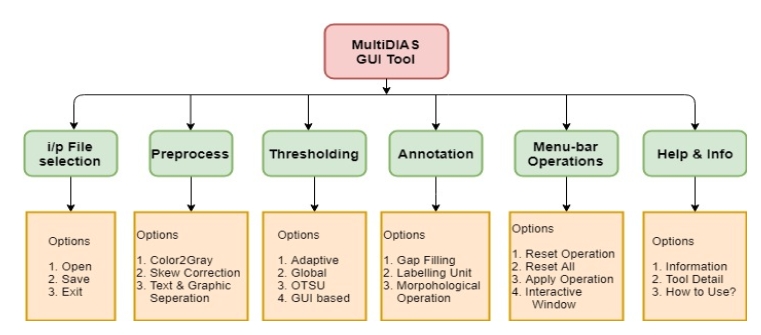 MultiDIAS
GUI Tool
i/p File
selection
Preprocess
Thresholding
Annotation
Menu-bar
Operations
Help & Info
Options
1. Open
2. Save
3. Exit
Options
1. Color2Gray
2. Skew Correction
3. Text & Graphic
Seperation
Options
1. Adaptive
2. Global
3. OTSU
4. GUI based
Options
1. Gap Filling
2. Labelling Unit
3. Morpohological
Operation
Options
1. Reset Operation
2. Reset All
3. Apply Operation
4. Interactive
Window
Options
1. Information
2. Tool Detail
3. How to Use?